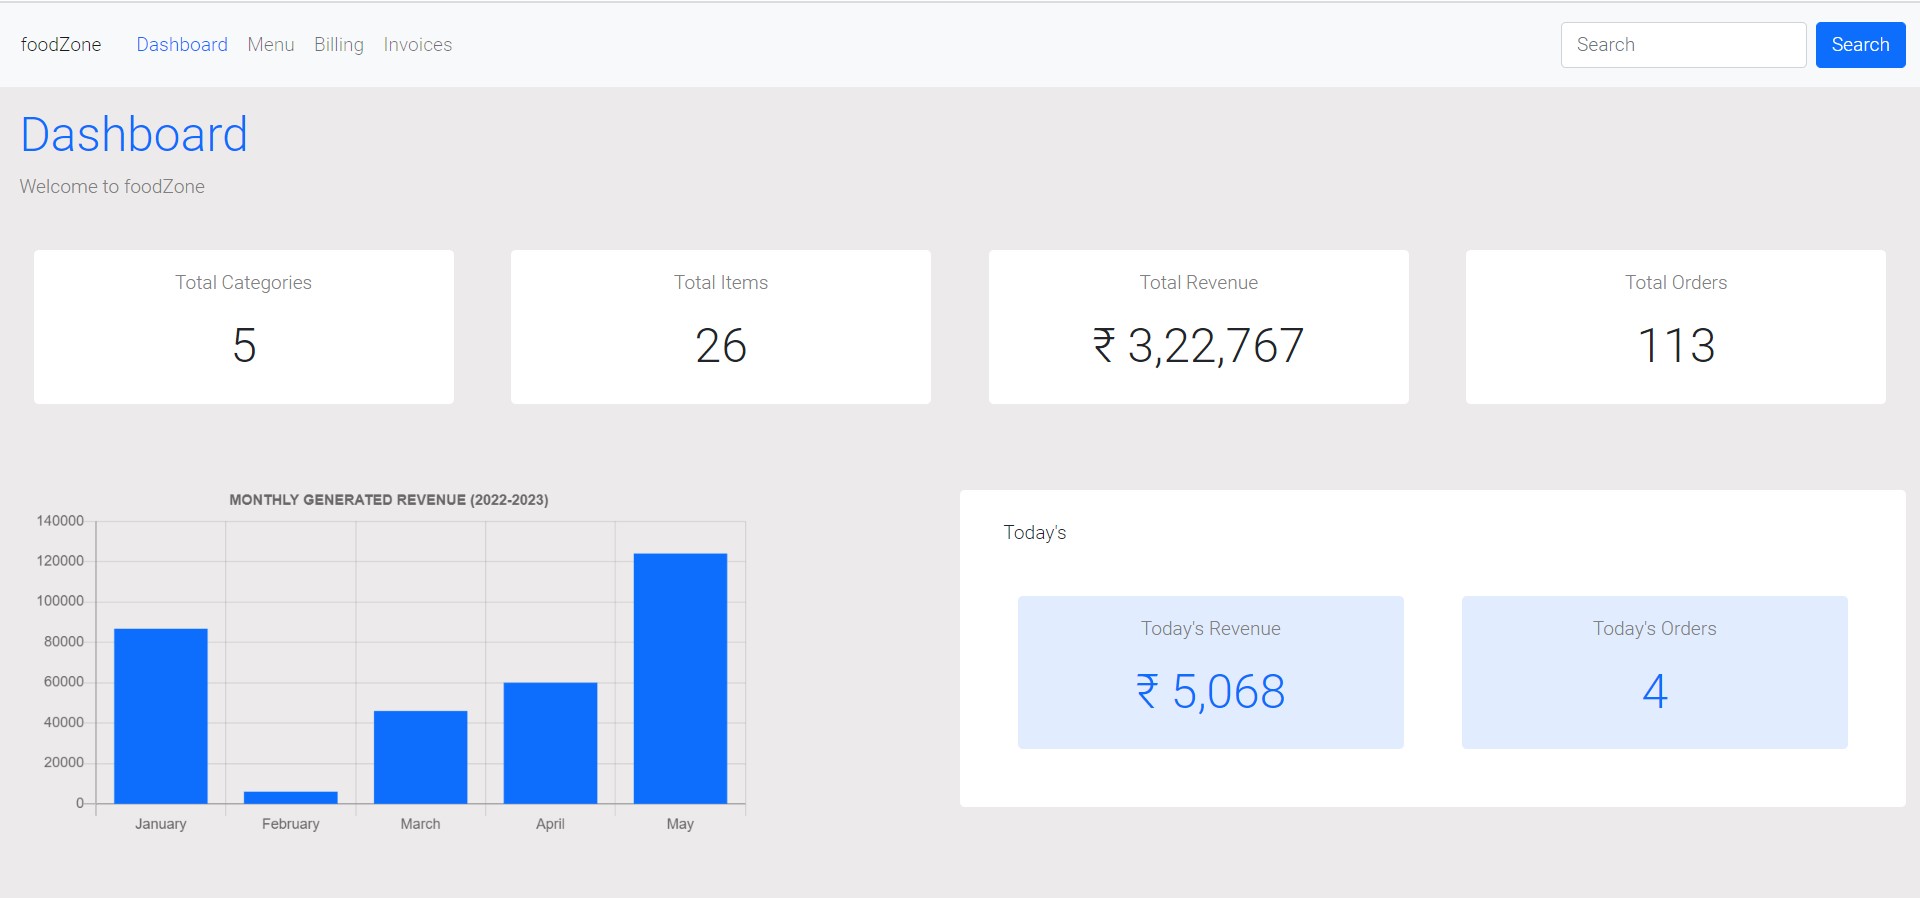 foodZone Dashboard Menu Billing Invoices Search Search
Dashboard
Welcome to foodZone
Total Categories
5
Total Items
26
Total Revenue
₹ 3,22,767
Total Orders
113
MONTHLY GENERATED REVENUE (2022-2023)
140000
120000
100000
80000
60000
40000
20000
0
January February March April May
Today's
Today's Revenue
₹ 5,068
Today's Orders
4